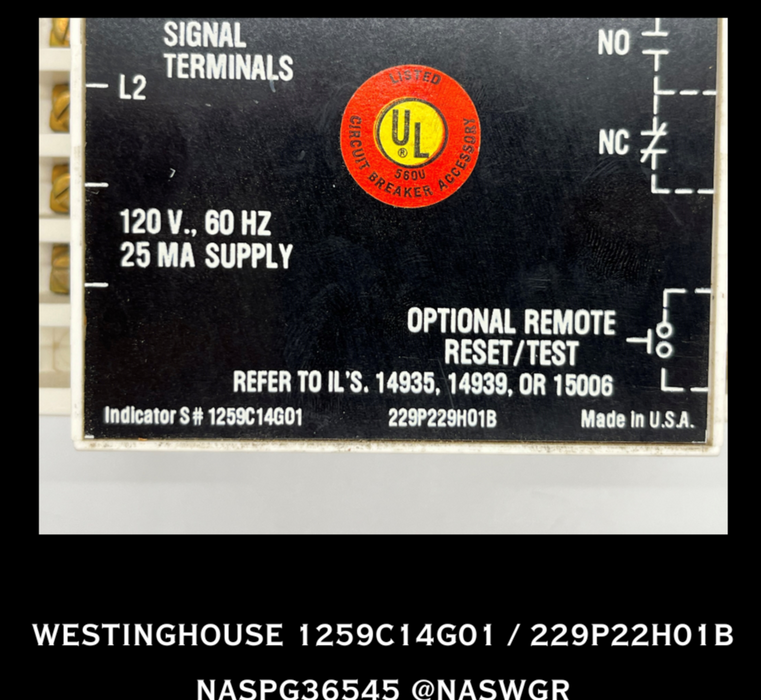 SIGNAL
TERMINALS
NO
L2
LISTED
UL
®
560U
CIRCUIT BREAKER ACCESSORY
NC
120 V., 60 HZ
25 MA SUPPLY
OPTIONAL REMOTE
RESET/TEST
REFER TO IL'S. 14935, 14939, OR 15006
Indicator S# 1259C14G01 229P229H01B Made in U.S.A.
WESTINGHOUSE 1259C14G01 / 229P22H01B
NASPG36545 @NASWGR